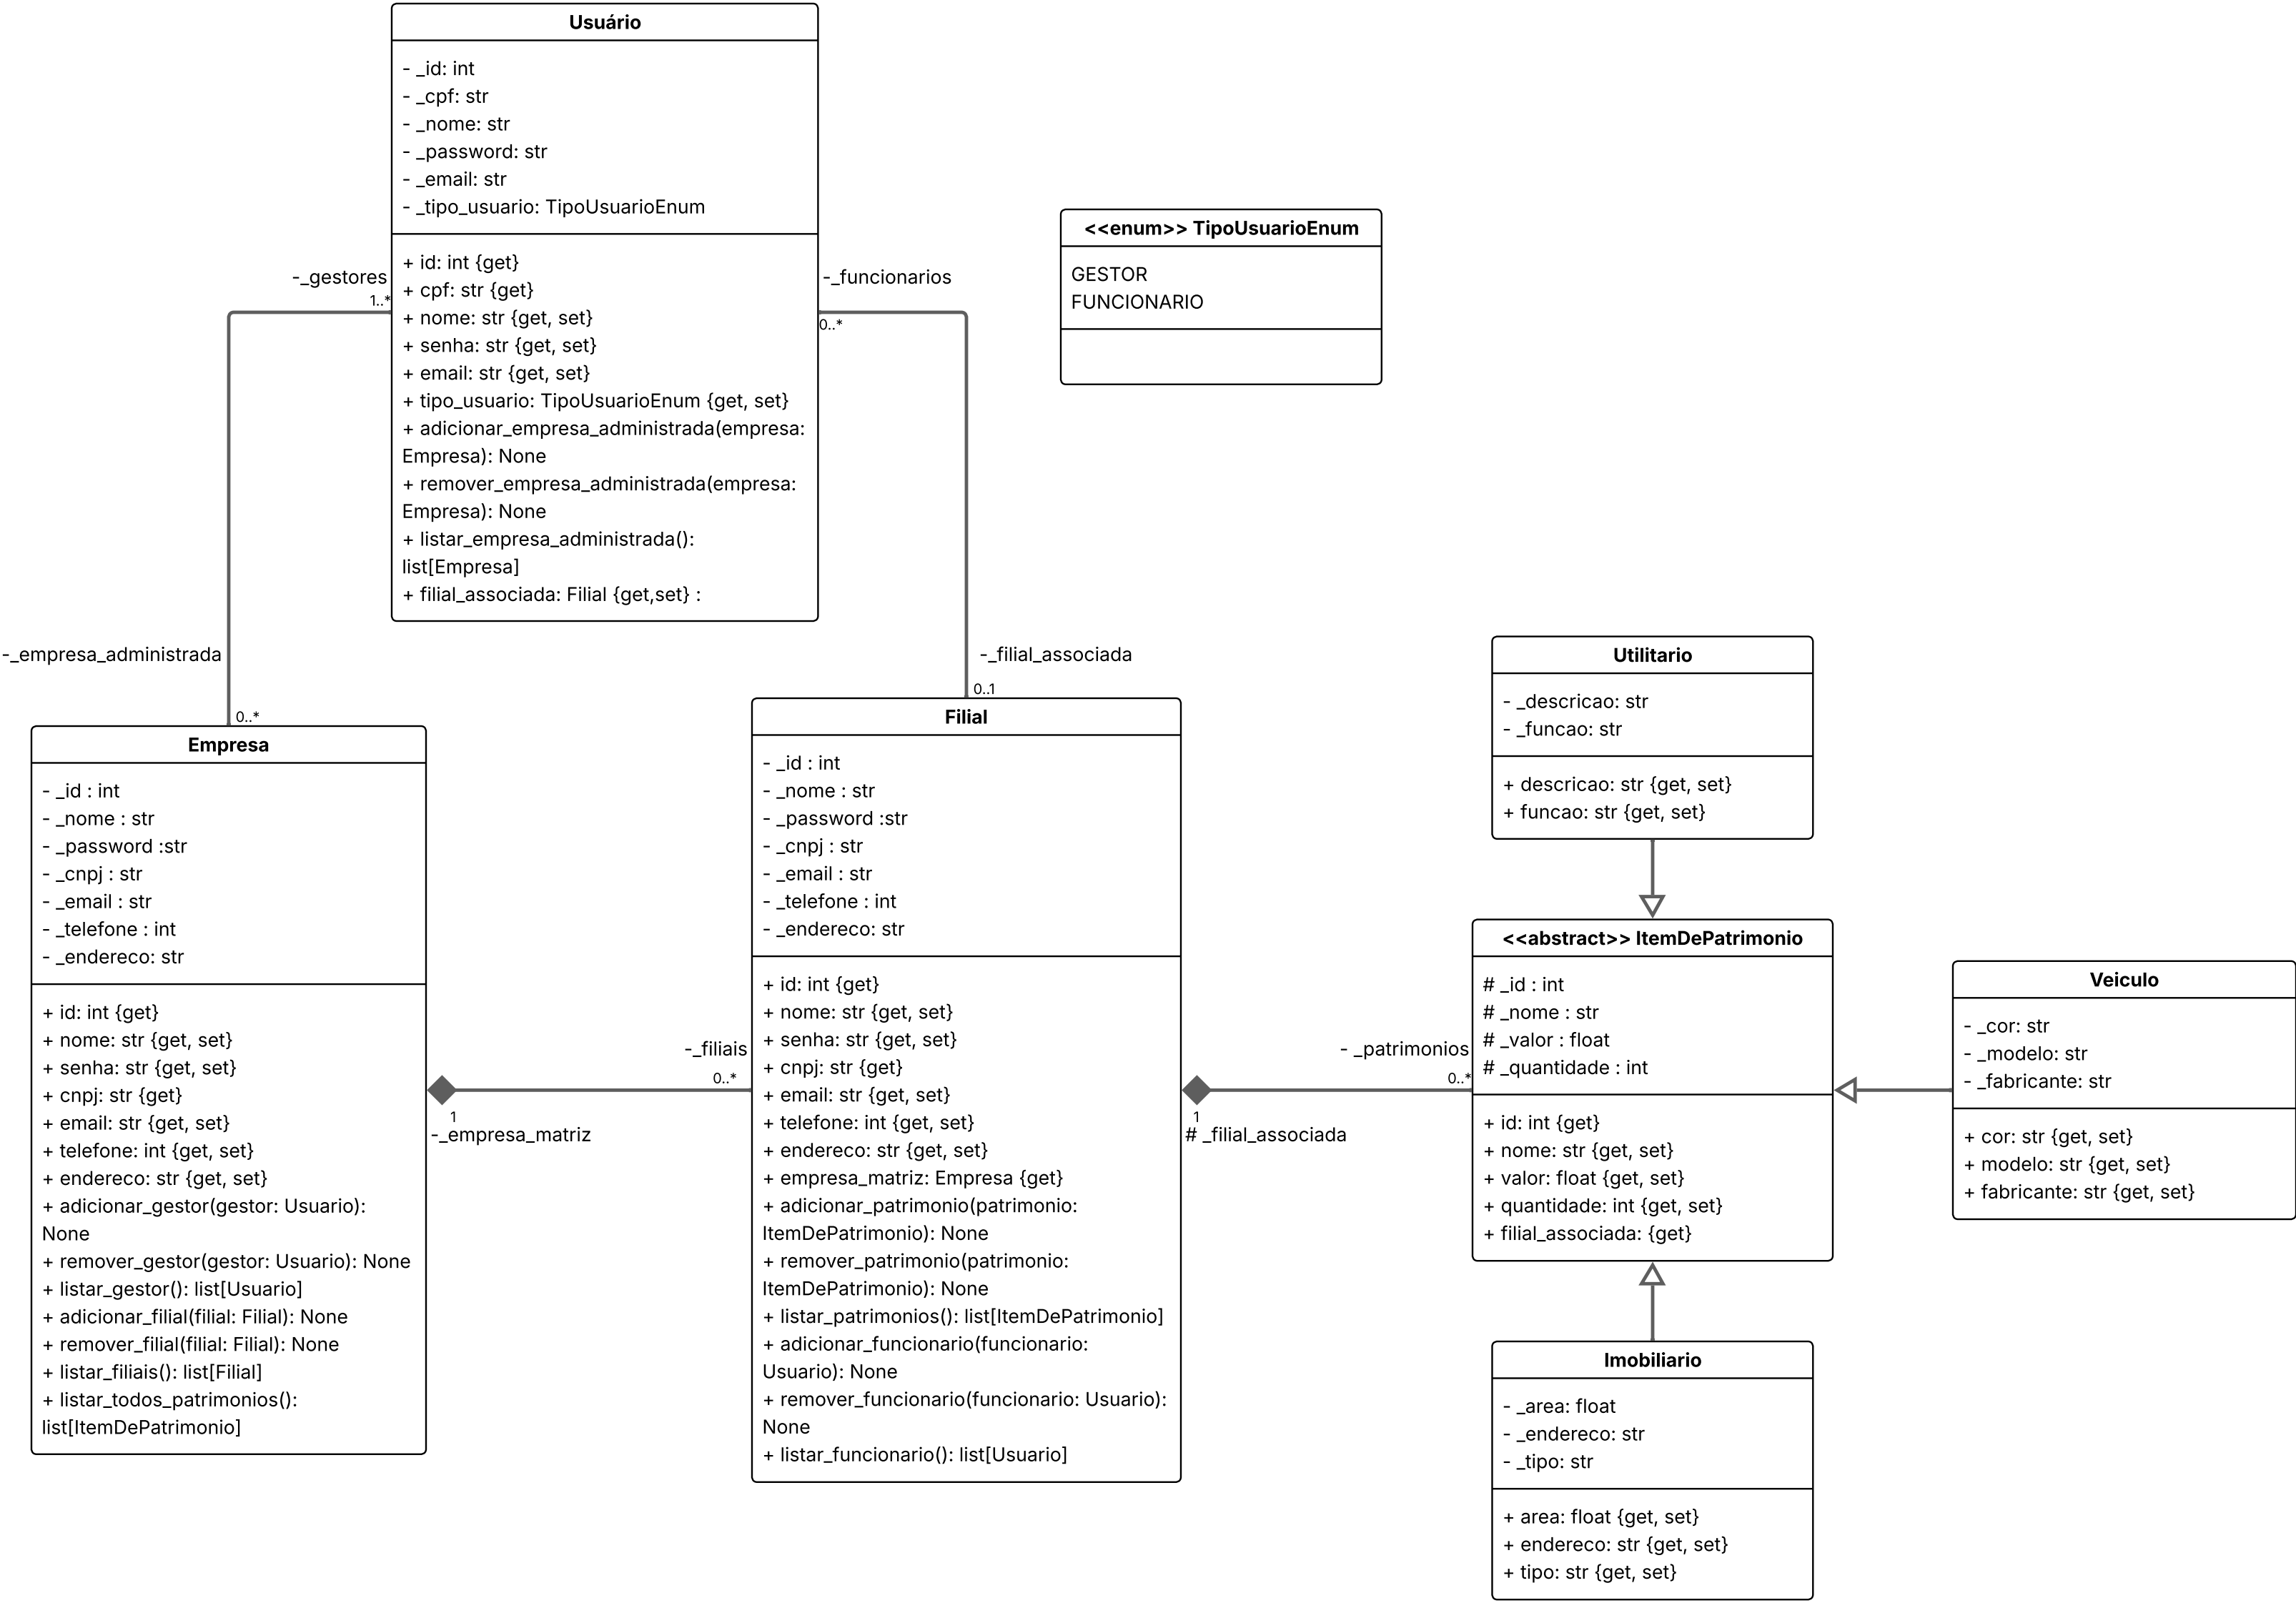 Usuário
- _id: int
- _cpf: str
- _nome: str
- _password: str
- _email: str
- _tipo_usuario: TipoUsuarioEnum
+ id: int {get}
+ cpf: str {get}
+ nome: str {get, set}
+ senha: str {get, set}
+ email: str {get, set}
+ tipo_usuario: TipoUsuarioEnum {get, set}
+ adicionar_empresa_administrada(empresa:
Empresa): None
+ remover_empresa_administrada(empresa:
Empresa): None
+ listar_empresa_administrada():
list[Empresa]
+ filial_associada: Filial {get,set} :
<<enum>> TipoUsuarioEnum
GESTOR
FUNCIONARIO
-_gestores
1..*
-_funcionarios
0..*
-_empresa_administrada
0..*
-_filial_associada
0..1
Empresa
- _id : int
- _nome : str
- _password :str
- _cnpj : str
- _email : str
- _telefone : int
- _endereco: str
+ id: int {get}
+ nome: str {get, set}
+ senha: str {get, set}
+ cnpj: str {get}
+ email: str {get, set}
+ telefone: int {get, set}
+ endereco: str {get, set}
+ adicionar_gestor(gestor: Usuario):
None
+ remover_gestor(gestor: Usuario): None
+ listar_gestor(): list[Usuario]
+ adicionar_filial(filial: Filial): None
+ remover_filial(filial: Filial): None
+ listar_filiais(): list[Filial]
+ listar_todos_patrimonios():
list[ItemDePatrimonio]
-_filiais
0..*
1
-_empresa_matriz
Filial
- _id : int
- _nome : str
- _password :str
- _cnpj : str
- _email : str
- _telefone : int
- _endereco: str
+ id: int {get}
+ nome: str {get, set}
+ senha: str {get, set}
+ cnpj: str {get}
+ email: str {get, set}
+ telefone: int {get, set}
+ endereco: str {get, set}
+ empresa_matriz: Empresa {get}
+ adicionar_patrimonio(patrimonio:
ItemDePatrimonio): None
+ remover_patrimonio(patrimonio:
ItemDePatrimonio): None
+ listar_patrimonios(): list[ItemDePatrimonio]
+ adicionar_funcionario(funcionario:
Usuario): None
+ remover_funcionario(funcionario: Usuario):
None
+ listar_funcionario(): list[Usuario]
- _patrimonios
0..*
1
# _filial_associada
Utilitario
- _descricao: str
- _funcao: str
+ descricao: str {get, set}
+ funcao: str {get, set}
<<abstract>> ItemDePatrimonio
# _id : int
# _nome : str
# _valor : float
# _quantidade : int
+ id: int {get}
+ nome: str {get, set}
+ valor: float {get, set}
+ quantidade: int {get, set}
+ filial_associada: {get}
Veiculo
- _cor: str
- _modelo: str
- _fabricante: str
+ cor: str {get, set}
+ modelo: str {get, set}
+ fabricante: str {get, set}
Imobiliario
- _area: float
- _endereco: str
- _tipo: str
+ area: float {get, set}
+ endereco: str {get, set}
+ tipo: str {get, set}